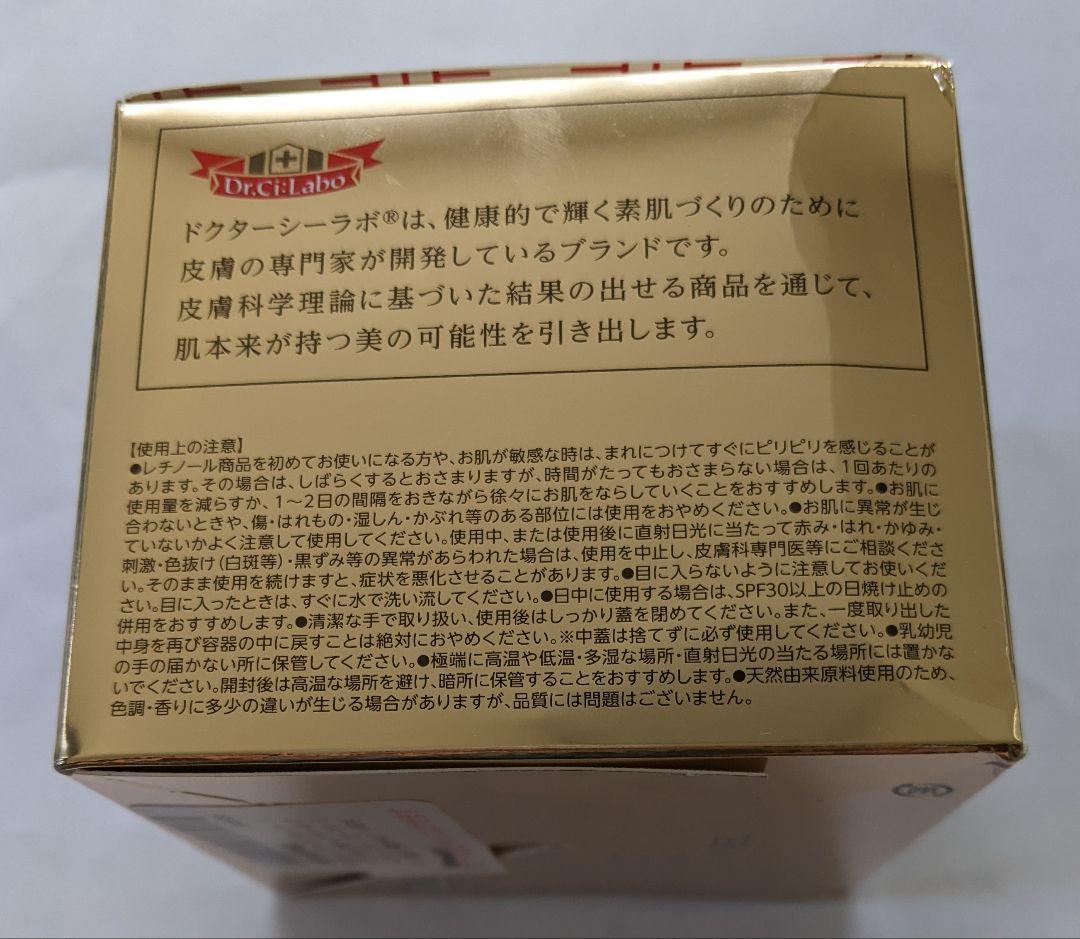 Dr.Ci:Labo
ドクターシーラボ®は、健康的で輝く素肌づくりのために
皮膚の専門家が開発しているブランドです。
皮膚科学理論に基づいた結果の出せる商品を通じて、
肌本来が持つ美の可能性を引き出します。
【使用上の注意】
●レチノール商品を初めてお使いになる方や、お肌が敏感な時は、まれにつけてすぐにピリピリを感じることが
あります。その場合は、しばらくするとおさまりますが、時間がたってもおさまらない場合は、1回あたりの
使用量を減らすか、1〜2日の間隔をおきながら徐々にお肌をならしていくことをおすすめします。●お肌に
合わないときや、傷・はれもの・湿しん・かぶれ等のある部位には使用をおやめください。●お肌に異常が生じ
ていないかよく注意して使用してください。使用中、または使用後に直射日光に当たって赤み・はれ・かゆみ・
刺激・色抜け(白斑等)・黒ずみ等の異常があらわれた場合は、使用を中止し、皮膚科専門医等にご相談くださ
い。そのまま使用を続けますと、症状を悪化させることがあります。●目に入らないように注意してお使いくだ
さい。目に入ったときは、すぐに水で洗い流してください。●日中に使用する場合は、SPF30以上の日焼け止めの
併用をおすすめします。●清潔な手で取り扱い、使用後はしっかり蓋を閉めてください。また、一度取り出した
中身を再び容器の中に戻すことは絶対におやめください。※中蓋は捨てずに必ず使用してください。●乳幼児
の手の届かない所に保管してください。●極端に高温や低温・多湿な場所・直射日光の当たる場所には置かな
いでください。開封後は高温な場所を避け、暗所に保管することをおすすめします。●天然由来原料使用のため、
色調・香りに多少の違いが生じる場合がありますが、品質には問題はございません。